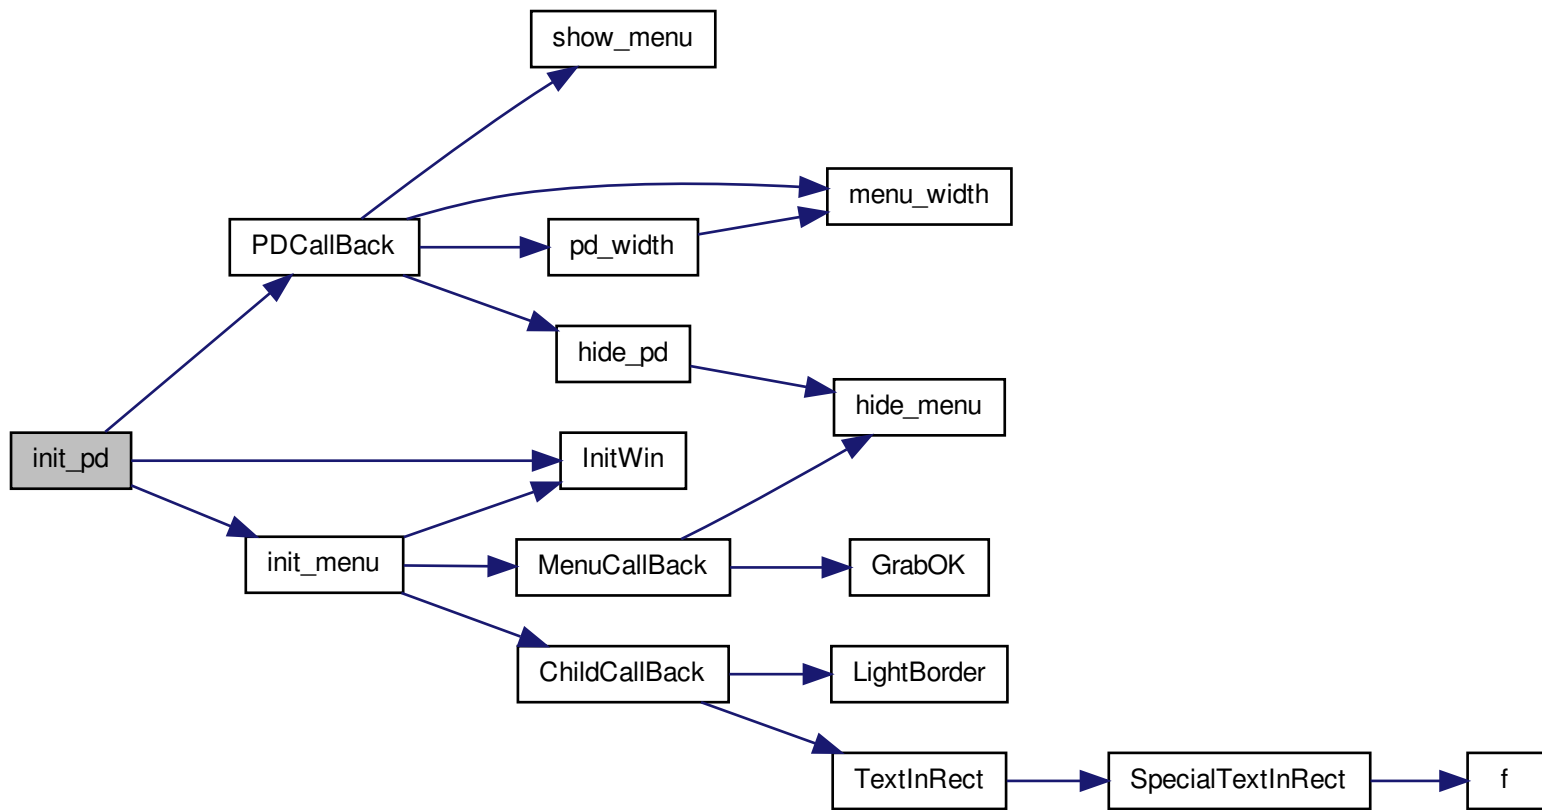 show_menu
menu_width
PDCallBack
pd_width
hide_pd
hide_menu
init_pd
InitWin
init_menu
MenuCallBack
GrabOK
ChildCallBack
LightBorder
TextInRect
SpecialTextInRect
f